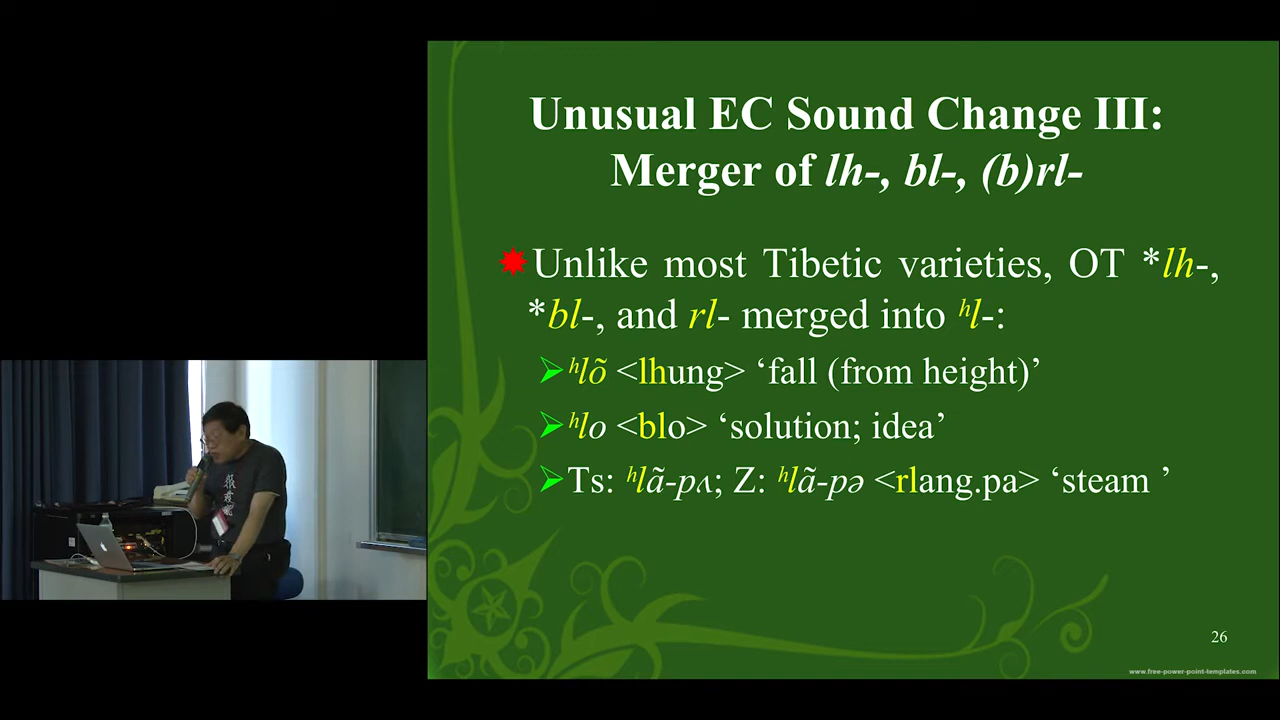 Unusual EC Sound Change III:
Merger of lh-, bl-, (b)rl-
Unlike most Tibetic varieties, OT *lh-,
*bl-, and rl- merged into ʰl-:
ʰlõ <lhung> ‘fall (from height)’
ʰlo <blo> ‘solution; idea’
Ts: ʰlã-pʌ; Z: ʰlã-pə <rlang.pa> ‘steam ’
26
www.free-power-point-templates.com